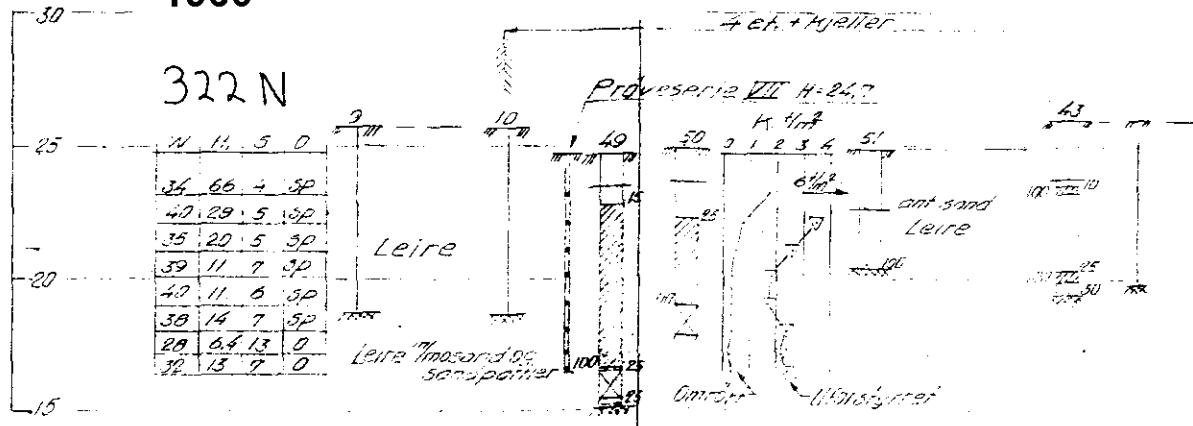 30
4 et. + Kjeller
322 N
Prøveserie VII H=24,7
9
10
1
49
50
K t/m²
0 1 2 3 4
51
43
25
N H, S O
34 66 4 SP
40 29 5 SP
35 20 5 SP
39 11 7 SP
40 11 6 SP
38 14 7 SP
28 6,4 13 O
32 13 7 O
15
25
6 t/m²
ant. sand
Leire
100
10
Leire
20
100
25
50
Leire m/mosand og
sandpartier
100
25
25
Omrørt
Uforstyrret
15